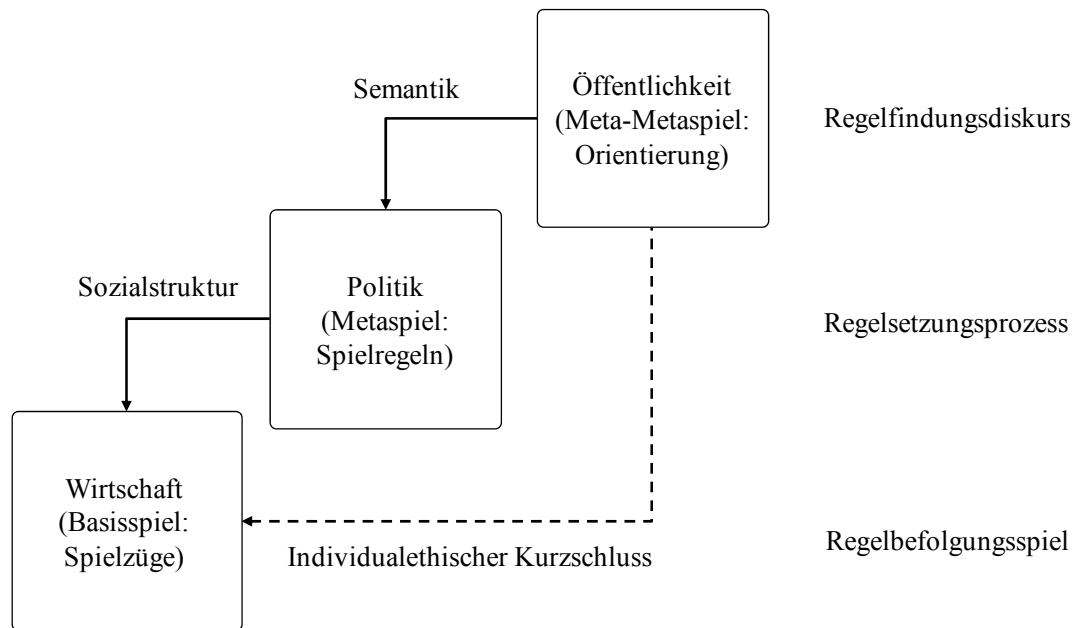 Semantik
Öffentlichkeit
(Meta-Metaspiel:
Orientierung)
Regelfindungsdiskurs
Sozialstruktur
Politik
(Metaspiel:
Spielregeln)
Regelsetzungsprozess
Wirtschaft
(Basisspiel:
Spielzüge)
Individualethischer Kurzschluss
Regelbefolgungsspiel